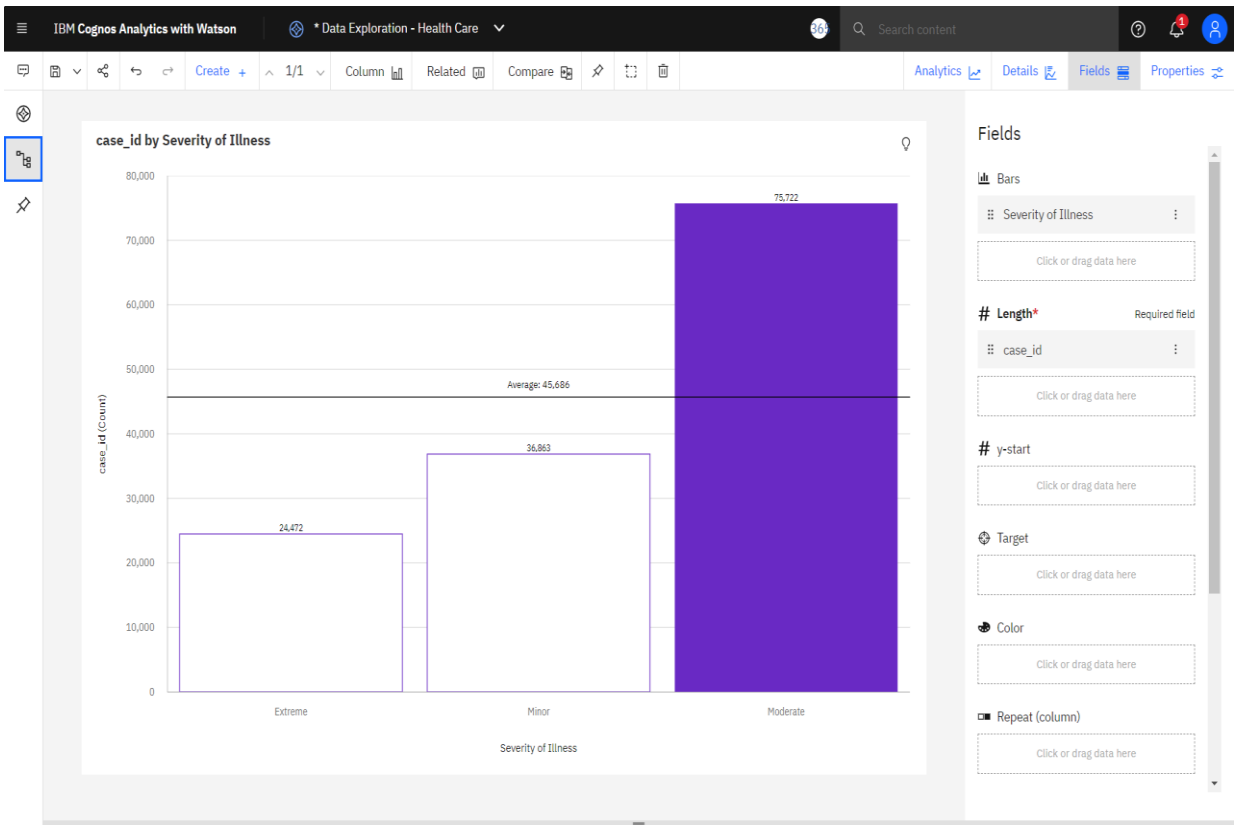 IBM Cognos Analytics with Watson
* Data Exploration - Health Care
Search content
1
Create +
1/1
Column
Related
Compare
Analytics
Details
Fields
Properties
case_id by Severity of Illness
80,000
70,000
60,000
50,000
40,000
30,000
20,000
10,000
0
case_id (Count)
75,722
Average: 45,686
36,863
24,472
Extreme
Minor
Moderate
Severity of Illness
Fields
Bars
Severity of Illness
Click or drag data here
# Length* Required field
case_id
Click or drag data here
# y-start
Click or drag data here
Target
Click or drag data here
Color
Click or drag data here
Repeat (column)
Click or drag data here